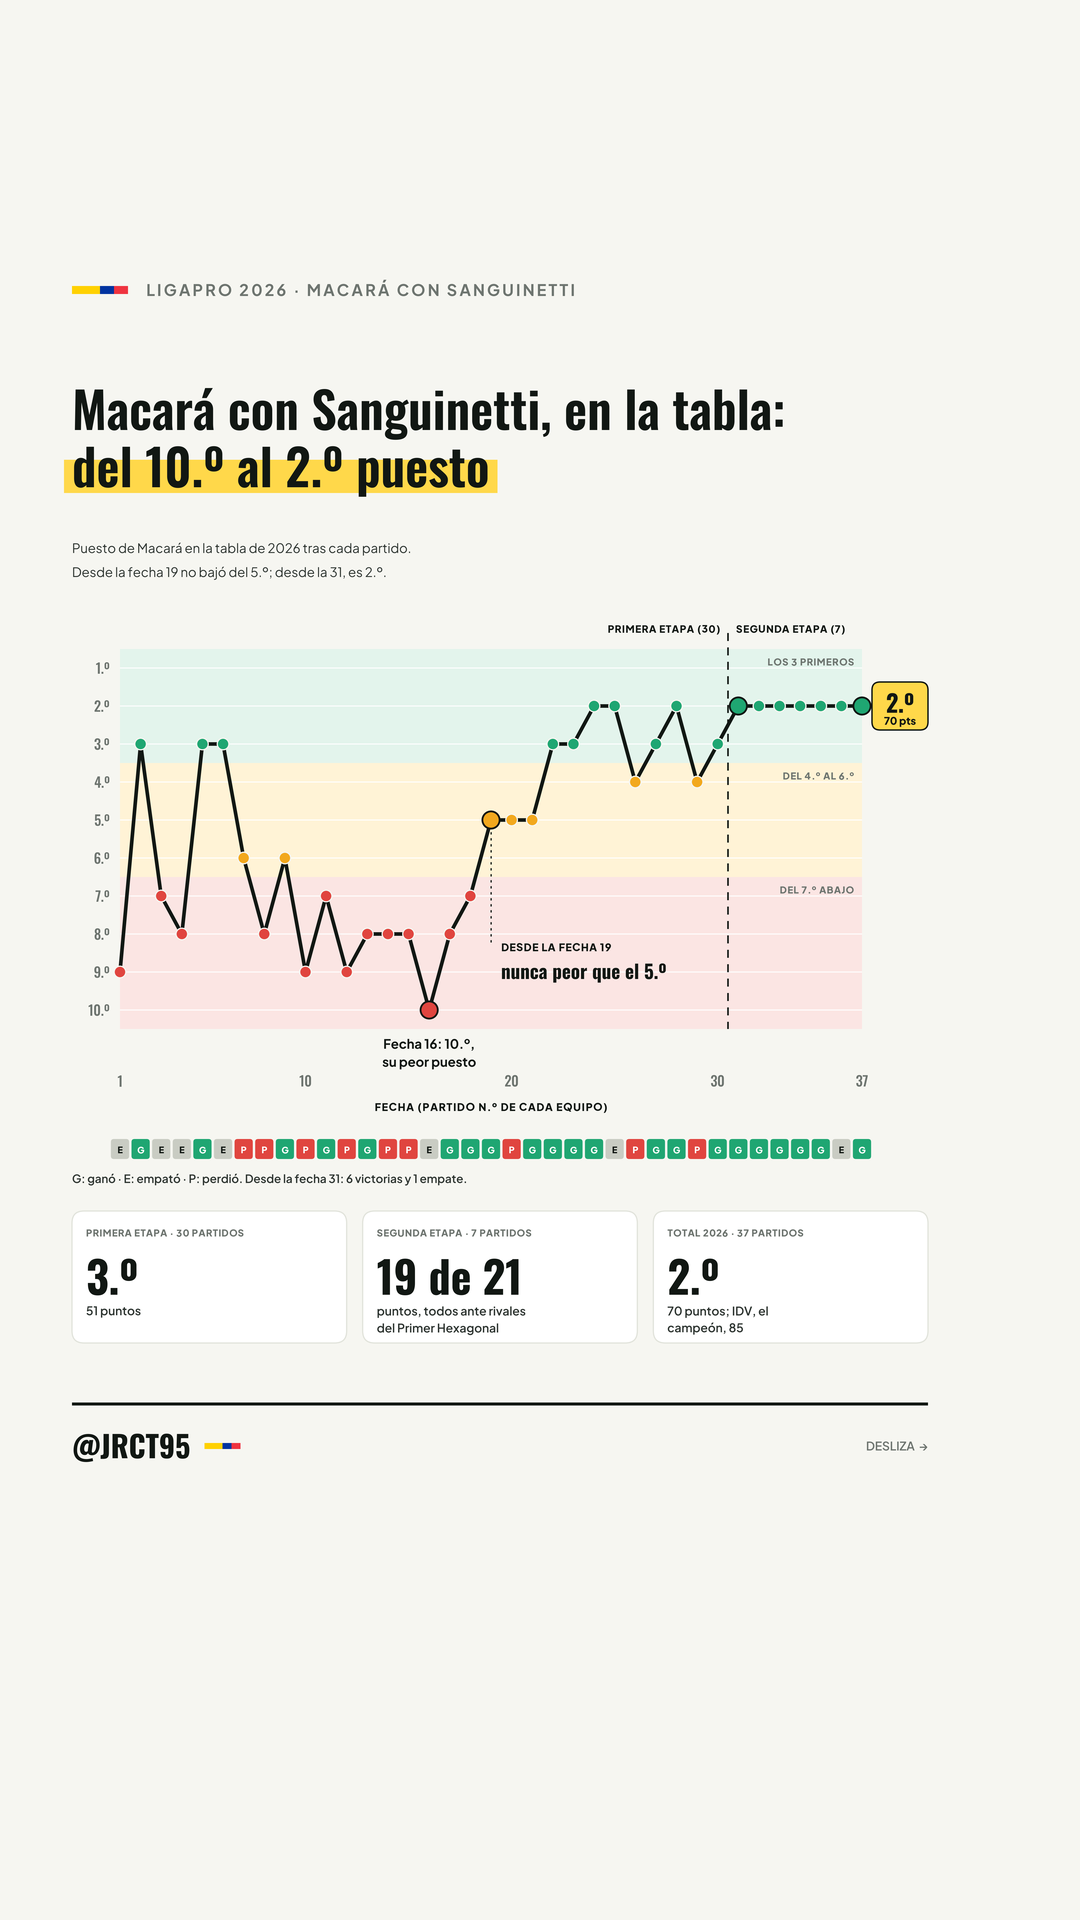 LIGAPRO 2026 · MACARÁ CON SANGUINETTI
Macará con Sanguinetti, en la tabla:
del 10.º al 2.º puesto
Puesto de Macará en la tabla de 2026 tras cada partido.
Desde la fecha 19 no bajó del 5.º; desde la 31, es 2.º.
PRIMERA ETAPA (30) SEGUNDA ETAPA (7)
LOS 3 PRIMEROS
1.º
2.º
2.º
70 pts
3.º
DEL 4.º AL 6.º
4.º
5.º
6.º
DEL 7.º ABAJO
7.º
8.º
DESDE LA FECHA 19
nunca peor que el 5.º
9.º
10.º
Fecha 16: 10.º,
su peor puesto
1 10 20 30 37
FECHA (PARTIDO N.º DE CADA EQUIPO)
E G E E G E P P G P G P G P P E G G G P G G G G E P G G P G G G G G G E G
G: ganó · E: empató · P: perdió. Desde la fecha 31: 6 victorias y 1 empate.
PRIMERA ETAPA · 30 PARTIDOS
3.º
51 puntos
SEGUNDA ETAPA · 7 PARTIDOS
19 de 21
puntos, todos ante rivales
del Primer Hexagonal
TOTAL 2026 · 37 PARTIDOS
2.º
70 puntos; IDV, el
campeón, 85
@JRCT95
DESLIZA →